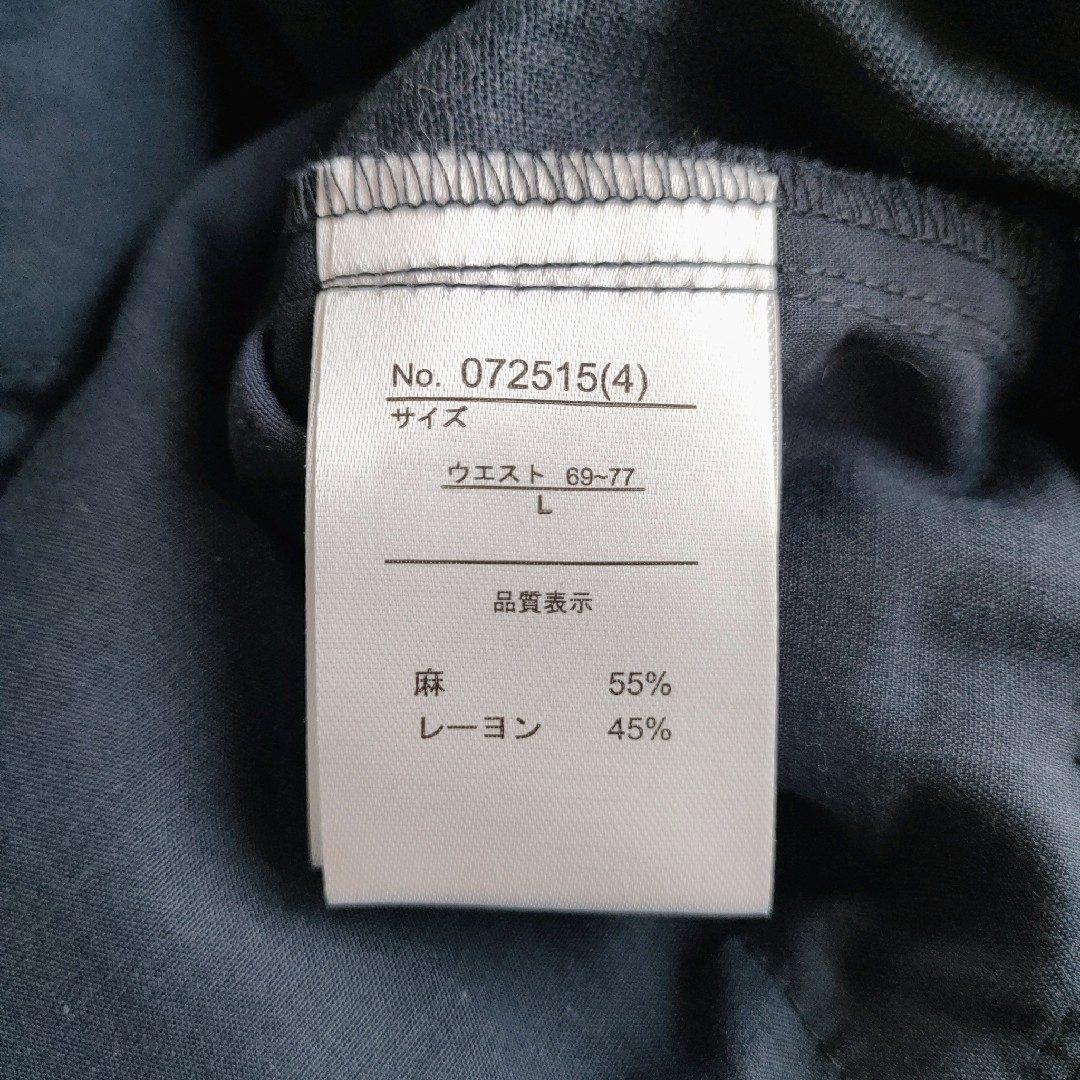 No. 072515(4)
サイズ
ウエスト 69~77
L
品質表示
麻 55%
レーヨン 45%